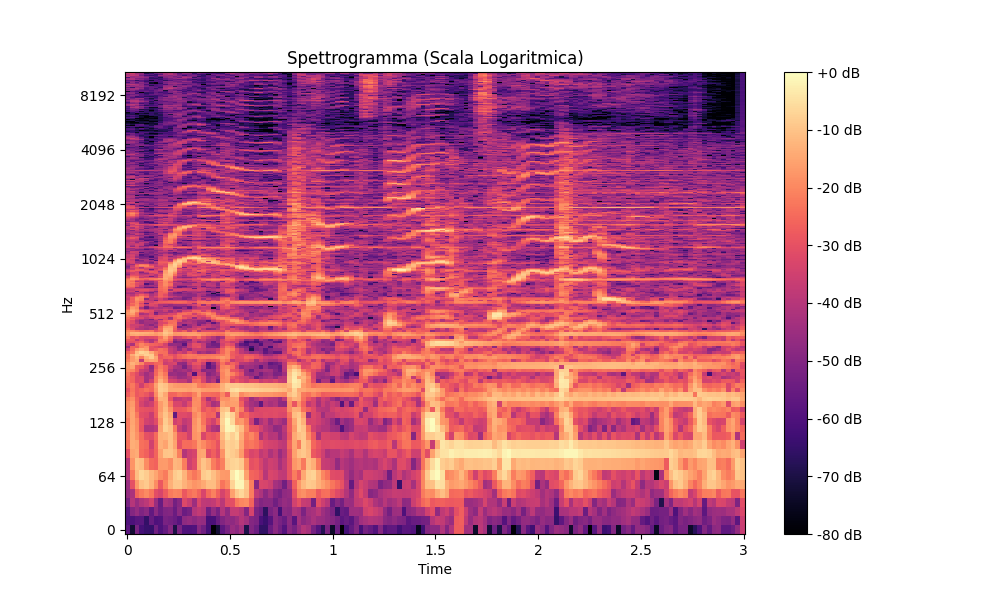 Spettrogramma (Scala Logaritmica)
Hz
8192
4096
2048
1024
512
256
128
64
0
0
0.5
1
1.5
2
2.5
3
Time
+0 dB
-10 dB
-20 dB
-30 dB
-40 dB
-50 dB
-60 dB
-70 dB
-80 dB